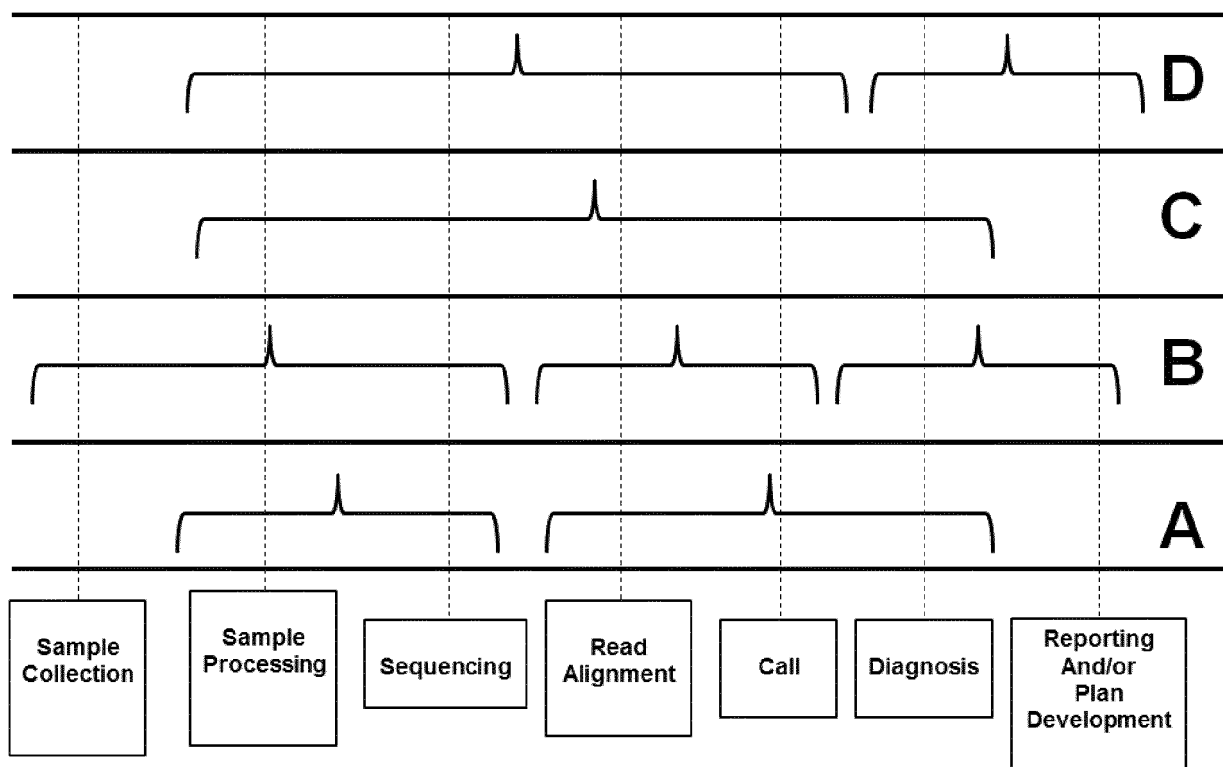 D
C
B
A
Sample
Collection
Sample
Processing
Sequencing
Read
Alignment
Call
Diagnosis
Reporting
And/or
Plan
Development